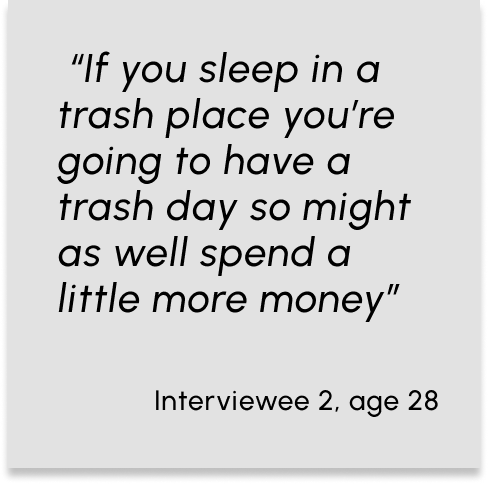 “If you sleep in a
trash place you’re
going to have a
trash day so might
as well spend a
little more money”
Interviewee 2, age 28